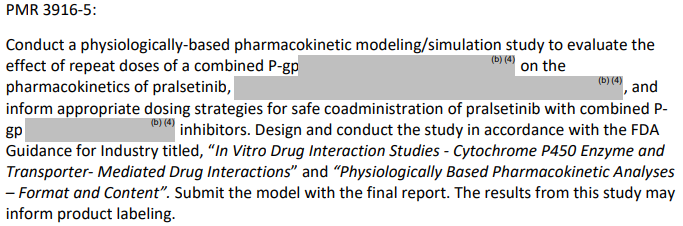 PMR 3916-5:
Conduct a physiologically-based pharmacokinetic modeling/simulation study to evaluate the
effect of repeat doses of a combined P-gp (b) (4) on the
pharmacokinetics of pralsetinib, (b) (4), and
inform appropriate dosing strategies for safe coadministration of pralsetinib with combined P-
gp (b) (4) inhibitors. Design and conduct the study in accordance with the FDA
Guidance for Industry titled, “In Vitro Drug Interaction Studies - Cytochrome P450 Enzyme and
Transporter- Mediated Drug Interactions” and “Physiologically Based Pharmacokinetic Analyses
– Format and Content”. Submit the model with the final report. The results from this study may
inform product labeling.